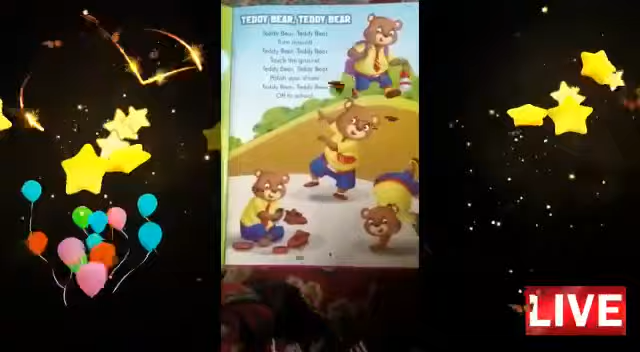 TEDDY BEAR, TEDDY BEAR
Teddy Bear, Teddy Bear,
Turn around!
Teddy Bear, Teddy Bear,
Touch the ground!
Teddy Bear, Teddy Bear,
Polish your shoes!
Teddy Bear, Teddy Bear,
Off to school!
LIVE